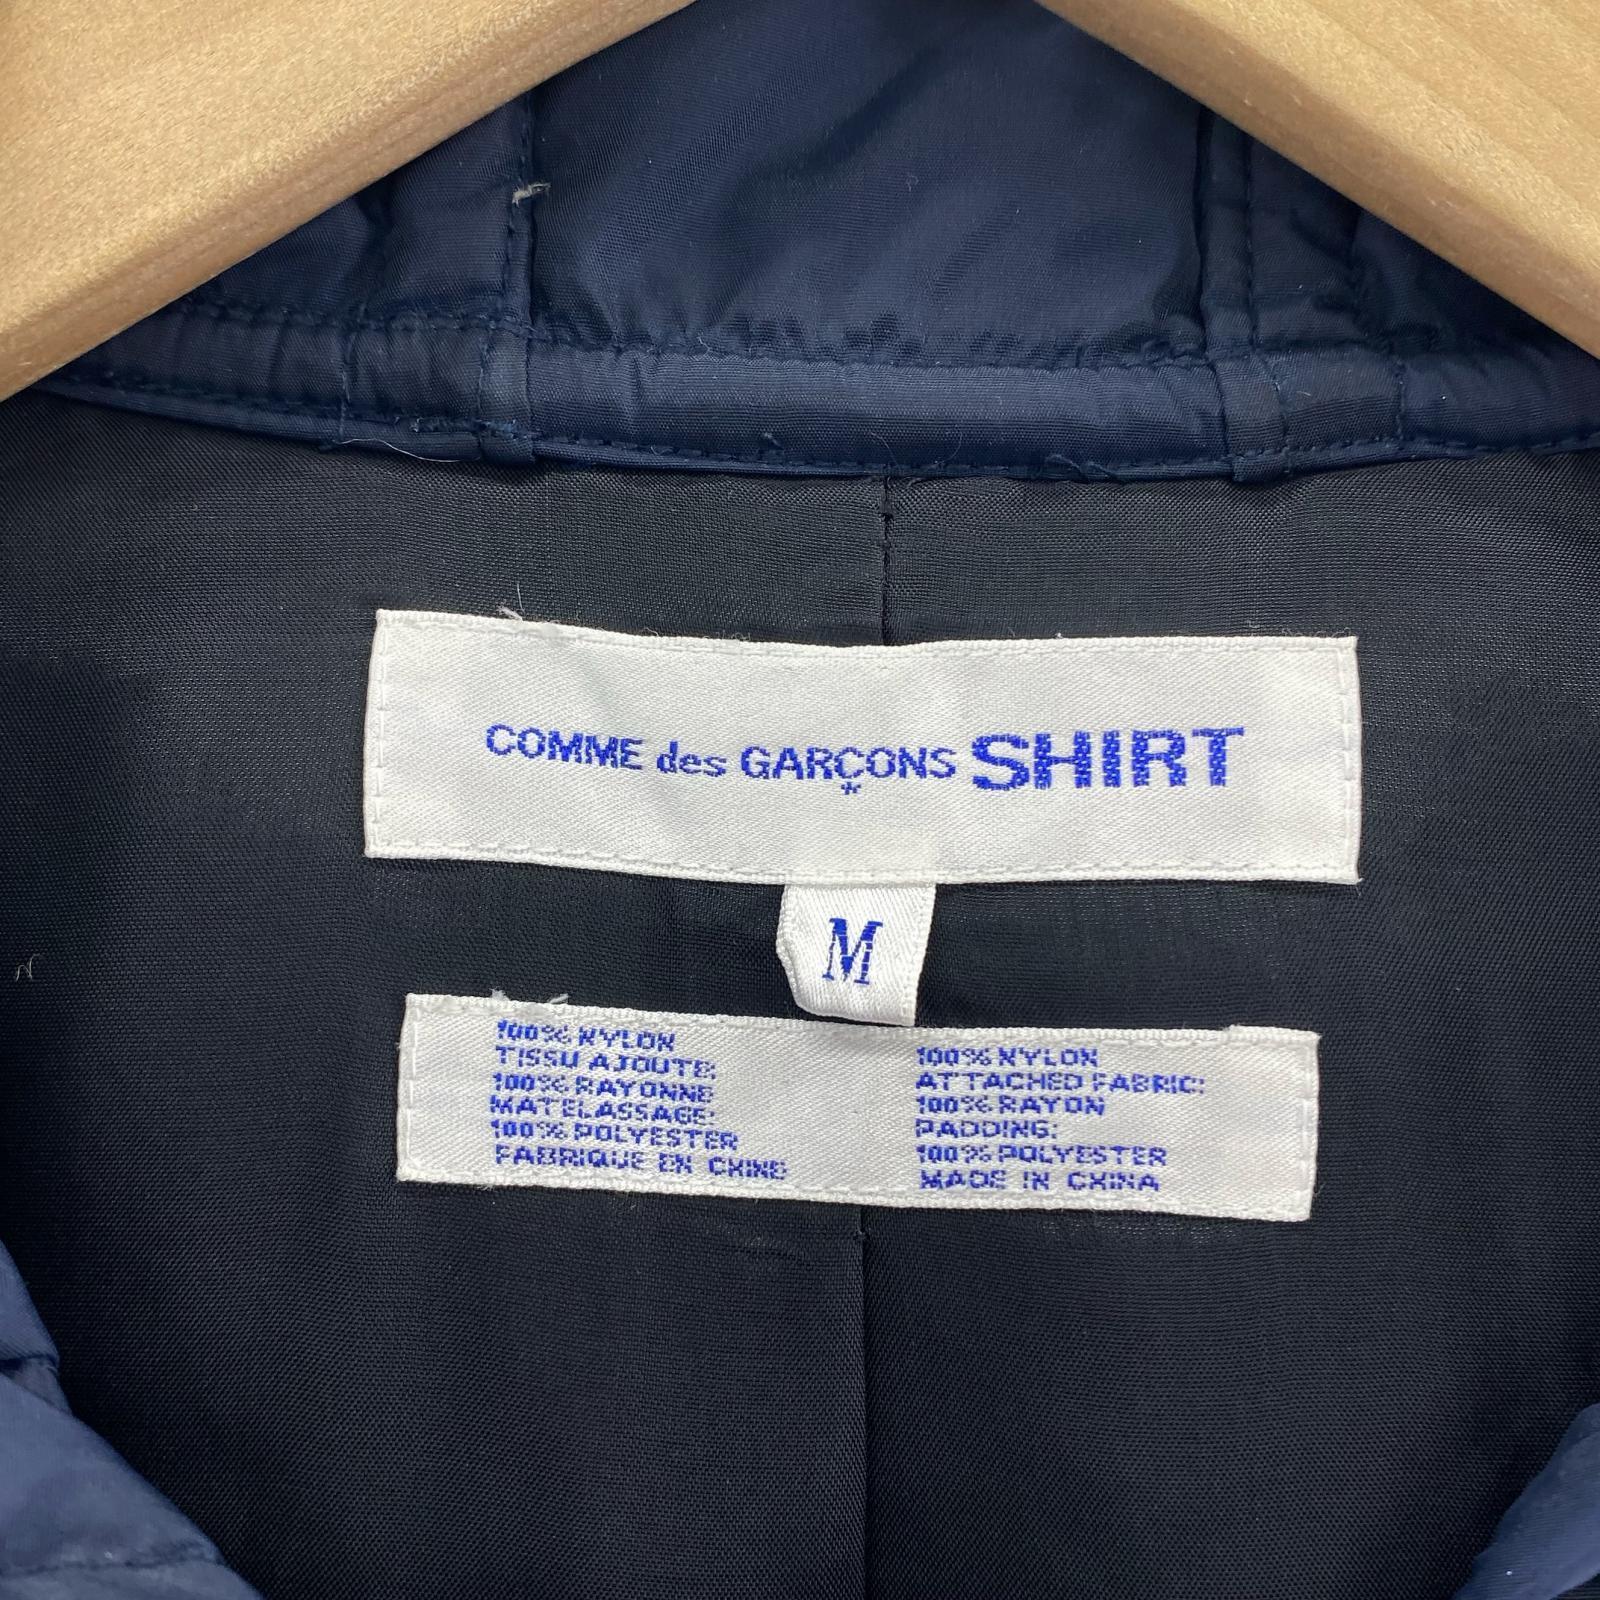 COMME des GARÇONS SHIRT
*
M
100% NYLON
TISSU AJOUTE:
100% RAYONNE
MATELASSAGE:
100% POLYESTER
FABRIQUE EN CHINE
100% NYLON
ATTACHED FABRIC:
100% RAYON
PADDING:
100% POLYESTER
MADE IN CHINA